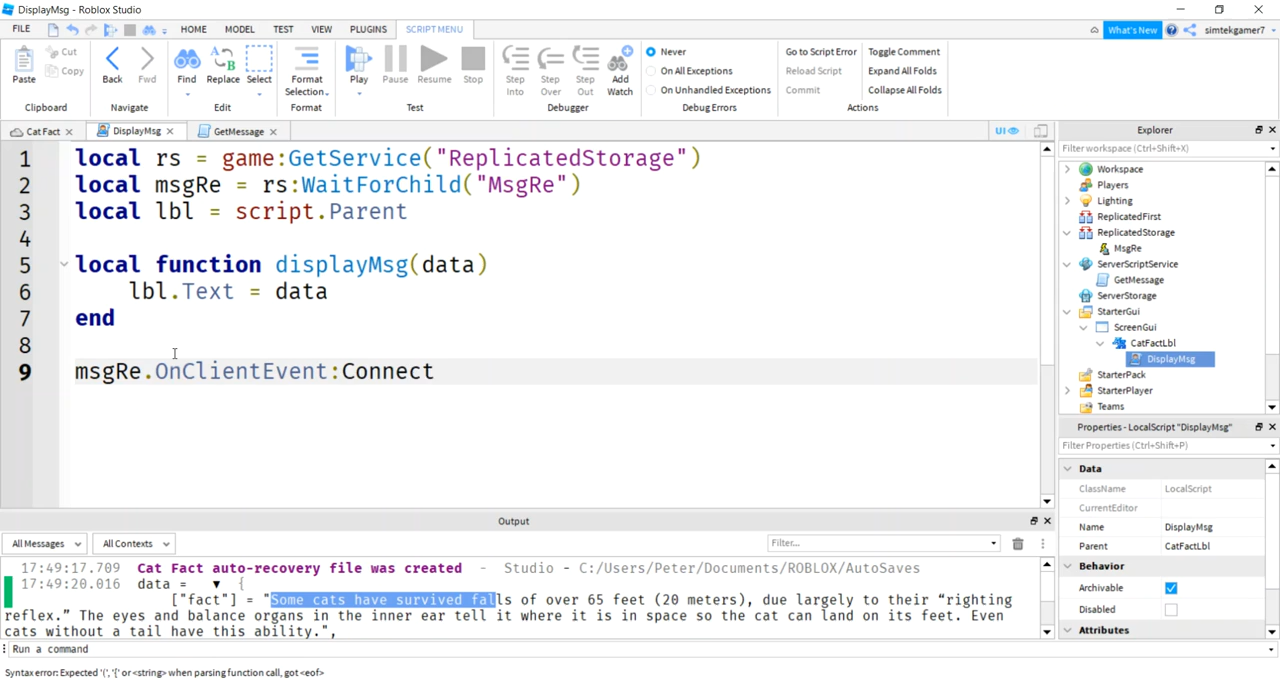 DisplayMsg - Roblox Studio
FILE HOME MODEL TEST VIEW PLUGINS SCRIPT MENU What's New simtekgamer7
Paste Cut Copy Back Fwd Find Replace Select Format Selection Play Pause Resume Stop Step Into Step Over Step Out Add Watch
Never
On All Exceptions
On Unhandled Exceptions
Go to Script Error
Reload Script
Commit
Toggle Comment
Expand All Folds
Collapse All Folds
Clipboard Navigate Edit Format Test Debugger Debug Errors Actions
Cat Fact DisplayMsg GetMessage UI
1 local rs = game:GetService("ReplicatedStorage")
2 local msgRe = rs:WaitForChild("MsgRe")
3 local lbl = script.Parent
4
5 local function displayMsg(data)
6 lbl.Text = data
7 end
8
9 msgRe.OnClientEvent:Connect
Explorer
Filter workspace (Ctrl+Shift+X)
Workspace
Players
Lighting
ReplicatedFirst
ReplicatedStorage
MsgRe
ServerScriptService
GetMessage
ServerStorage
StarterGui
ScreenGui
CatFactLbl
DisplayMsg
StarterPack
StarterPlayer
Teams
Properties - LocalScript "DisplayMsg"
Filter Properties (Ctrl+Shift+P)
Data
ClassName LocalScript
CurrentEditor
Name DisplayMsg
Parent CatFactLbl
Behavior
Archivable
Disabled
Attributes
Output
All Messages All Contexts Filter...
17:49:17.709 Cat Fact auto-recovery file was created - Studio - C:/Users/Peter/Documents/ROBLOX/AutoSaves
17:49:20.016 data = ▼ {
["fact"] = "Some cats have survived falls of over 65 feet (20 meters), due largely to their “righting
reflex.” The eyes and balance organs in the inner ear tell it where it is in space so the cat can land on its feet. Even
cats without a tail have this ability.",
Run a command
Syntax error: Expected '(', '{' or <string> when parsing function call, got <eof>